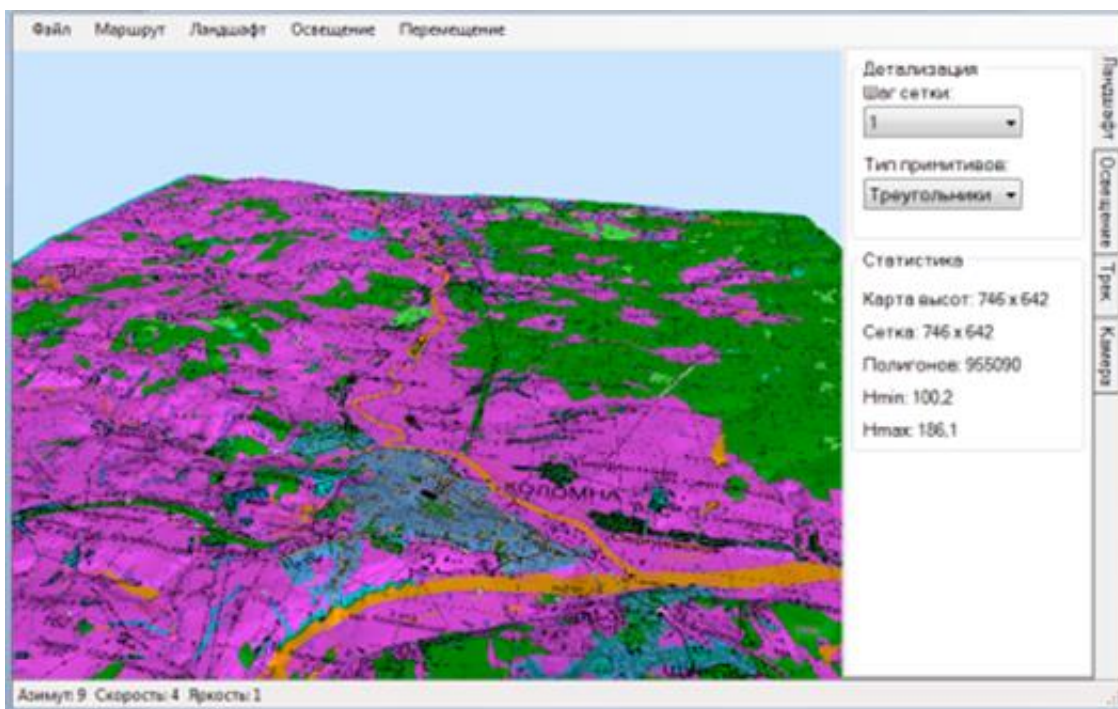 Файл Маршрут Ландшафт Освещение Перемещение
Детализация
Шаг сетки:
1
Тип примитивов:
Треугольники
Статистика
Карта высот: 746 x 642
Сетка: 746 x 642
Полигонов: 955090
Hmin: 100,2
Hmax: 186,1
Ландшафт
Освещение
Трек
Камера
КОЛОМНА
Азимут: 9 Скорость: 4 Яркость: 1